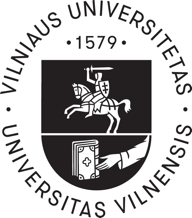 VILNIAUS UNIVERSITETAS
· 1579 ·
UNIVERSITAS VILNENSIS